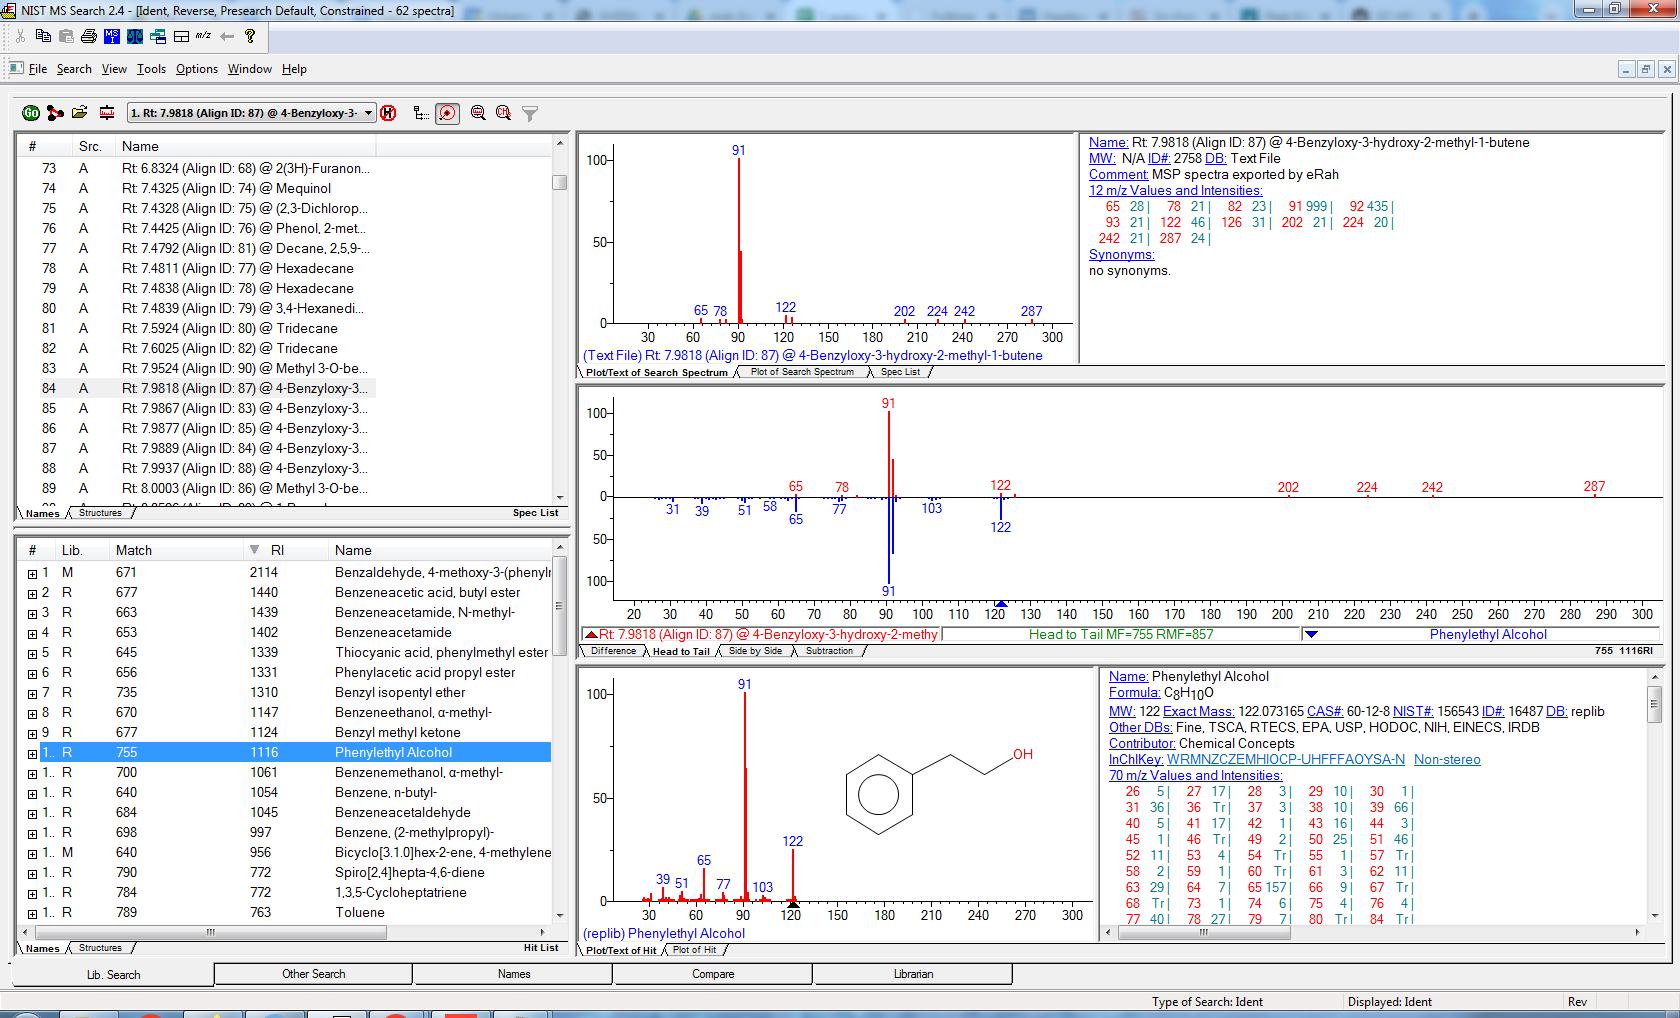 NIST MS Search 2.4 - [Ident, Reverse, Presearch Default, Constrained - 62 spectra]
MS m/z ?
File Search View Tools Options Window Help
Go 1. Rt: 7.9818 (Align ID: 87) @ 4-Benzyloxy-3-
# Src. Name
73 A Rt: 6.8324 (Align ID: 68) @ 2(3H)-Furanon...
74 A Rt: 7.4325 (Align ID: 74) @ Mequinol
75 A Rt: 7.4328 (Align ID: 75) @ (2,3-Dichlorop...
76 A Rt: 7.4425 (Align ID: 76) @ Phenol, 2-met...
77 A Rt: 7.4792 (Align ID: 81) @ Decane, 2,5,9-...
78 A Rt: 7.4811 (Align ID: 77) @ Hexadecane
79 A Rt: 7.4838 (Align ID: 78) @ Hexadecane
80 A Rt: 7.4839 (Align ID: 79) @ 3,4-Hexanedi...
81 A Rt: 7.5924 (Align ID: 80) @ Tridecane
82 A Rt: 7.6025 (Align ID: 82) @ Tridecane
83 A Rt: 7.9524 (Align ID: 90) @ Methyl 3-O-be...
84 A Rt: 7.9818 (Align ID: 87) @ 4-Benzyloxy-3...
85 A Rt: 7.9867 (Align ID: 83) @ 4-Benzyloxy-3...
86 A Rt: 7.9877 (Align ID: 85) @ 4-Benzyloxy-3...
87 A Rt: 7.9889 (Align ID: 84) @ 4-Benzyloxy-3...
88 A Rt: 7.9937 (Align ID: 88) @ 4-Benzyloxy-3...
89 A Rt: 8.0003 (Align ID: 86) @ Methyl 3-O-be...
Names Structures Spec List
100 50 0
91
65 78 122 202 224 242 287
30 60 90 120 150 180 210 240 270 300
(Text File) Rt: 7.9818 (Align ID: 87) @ 4-Benzyloxy-3-hydroxy-2-methyl-1-butene
Plot/Text of Search Spectrum Plot of Search Spectrum Spec List
Name: Rt: 7.9818 (Align ID: 87) @ 4-Benzyloxy-3-hydroxy-2-methyl-1-butene
MW: N/A ID#: 2758 DB: Text File
Comment: MSP spectra exported by eRah
12 m/z Values and Intensities:
65 28 | 78 21 | 82 23 | 91 999 | 92 435 |
93 21 | 122 46 | 126 31 | 202 21 | 224 20 |
242 21 | 287 24 |
Synonyms:
no synonyms.
100 50 0 50 100
91
65 78 122 202 224 242 287
31 39 51 58 65 77 103 122
91
20 30 40 50 60 70 80 90 100 110 120 130 140 150 160 170 180 190 200 210 220 230 240 250 260 270 280 290 300
Rt: 7.9818 (Align ID: 87) @ 4-Benzyloxy-3-hydroxy-2-methy Head to Tail MF=755 RMF=857 Phenylethyl Alcohol
Difference Head to Tail Side by Side Subtraction 755 1116RI
# Lib. Match RI Name
1 M 671 2114 Benzaldehyde, 4-methoxy-3-(phenylr
2 R 677 1440 Benzeneacetic acid, butyl ester
3 R 663 1439 Benzeneacetamide, N-methyl-
4 R 653 1402 Benzeneacetamide
5 R 645 1339 Thiocyanic acid, phenylmethyl ester
6 R 656 1331 Phenylacetic acid propyl ester
7 R 735 1310 Benzyl isopentyl ether
8 R 670 1147 Benzeneethanol, α-methyl-
9 R 677 1124 Benzyl methyl ketone
1.. R 755 1116 Phenylethyl Alcohol
1.. R 700 1061 Benzenemethanol, α-methyl-
1.. R 640 1054 Benzene, n-butyl-
1.. R 684 1045 Benzeneacetaldehyde
1.. R 698 997 Benzene, (2-methylpropyl)-
1.. M 640 956 Bicyclo[3.1.0]hex-2-ene, 4-methylene
1.. R 790 772 Spiro[2,4]hepta-4,6-diene
1.. R 784 772 1,3,5-Cycloheptatriene
1.. R 789 763 Toluene
Names Structures Hit List
100 50 0
91
39 51 65 77 103 122
OH
30 60 90 120 150 180 210 240 270 300
(replib) Phenylethyl Alcohol
Plot/Text of Hit Plot of Hit
Name: Phenylethyl Alcohol
Formula: C8H10O
MW: 122 Exact Mass: 122.073165 CAS#: 60-12-8 NIST#: 156543 ID#: 16487 DB: replib
Other DBs: Fine, TSCA, RTECS, EPA, USP, HODOC, NIH, EINECS, IRDB
Contributor: Chemical Concepts
InChIKey: WRMNZCZEMHIOCP-UHFFFAOYSA-N Non-stereo
70 m/z Values and Intensities:
26 5 | 27 17 | 28 3 | 29 10 | 30 1 |
31 36 | 36 Tr | 37 3 | 38 10 | 39 66 |
40 5 | 41 17 | 42 1 | 43 16 | 44 3 |
45 1 | 46 Tr | 49 2 | 50 25 | 51 46 |
52 11 | 53 4 | 54 Tr | 55 1 | 57 Tr |
58 2 | 59 1 | 60 Tr | 61 3 | 62 11 |
63 29 | 64 7 | 65 157 | 66 9 | 67 Tr |
68 Tr | 73 1 | 74 6 | 75 4 | 76 4 |
77 40 | 78 27 | 79 7 | 80 Tr | 84 Tr |
Lib. Search Other Search Names Compare Librarian
Type of Search: Ident Displayed: Ident Rev